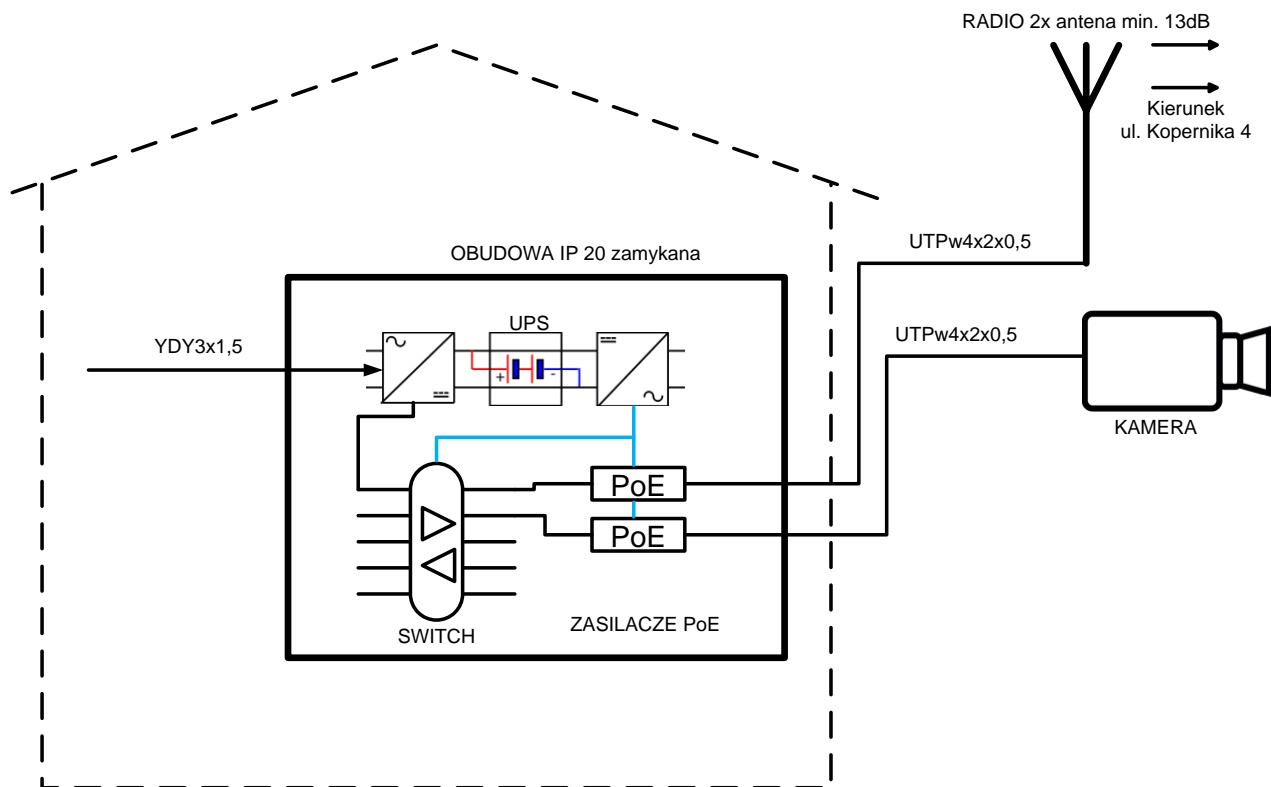 RADIO 2x antena min. 13dB
Kierunek
ul. Kopernika 4
UTPw4x2x0,5
OBUDOWA IP 20 zamykana
UPS
YDY3x1,5
+
-
UTPw4x2x0,5
KAMERA
PoE
PoE
SWITCH
ZASILACZE PoE